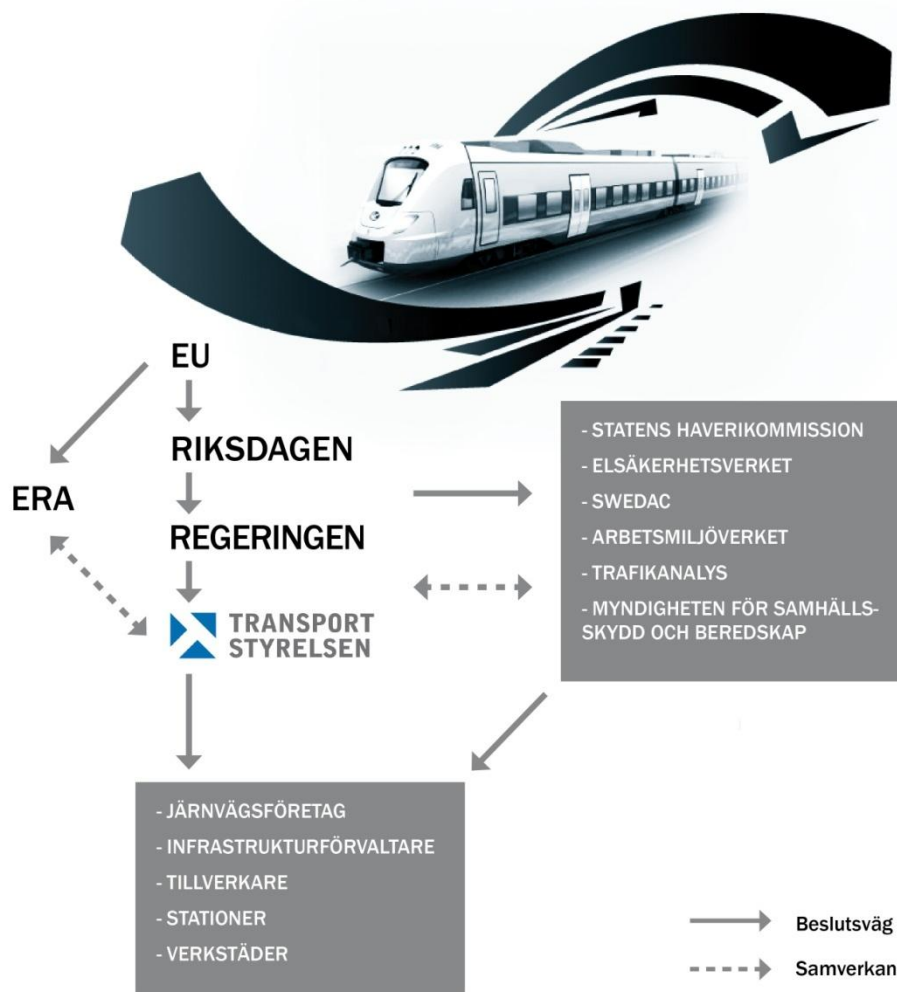 EU
RIKSDAGEN
ERA
REGERINGEN
TRANSPORT
STYRELSEN
- STATENS HAVERIKOMMISSION
- ELSÄKERHETSVERKET
- SWEDAC
- ARBETSMILJÖVERKET
- TRAFIKANALYS
- MYNDIGHETEN FÖR SAMHÄLLS-
SKYDD OCH BEREDSKAP
- JÄRNVÄGSFÖRETAG
- INFRASTRUKTURFÖRVALTARE
- TILLVERKARE
- STATIONER
- VERKSTÄDER
Beslutsväg
Samverkan